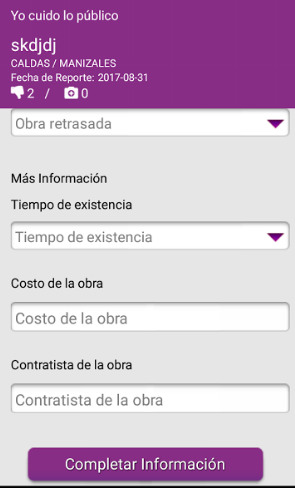 Yo cuido lo público
skdjdj
CALDAS / MANIZALES
Fecha de Reporte: 2017-08-31
2 / 0
Obra retrasada
Más Información
Tiempo de existencia
Tiempo de existencia
Costo de la obra
Costo de la obra
Contratista de la obra
Contratista de la obra
Completar Información